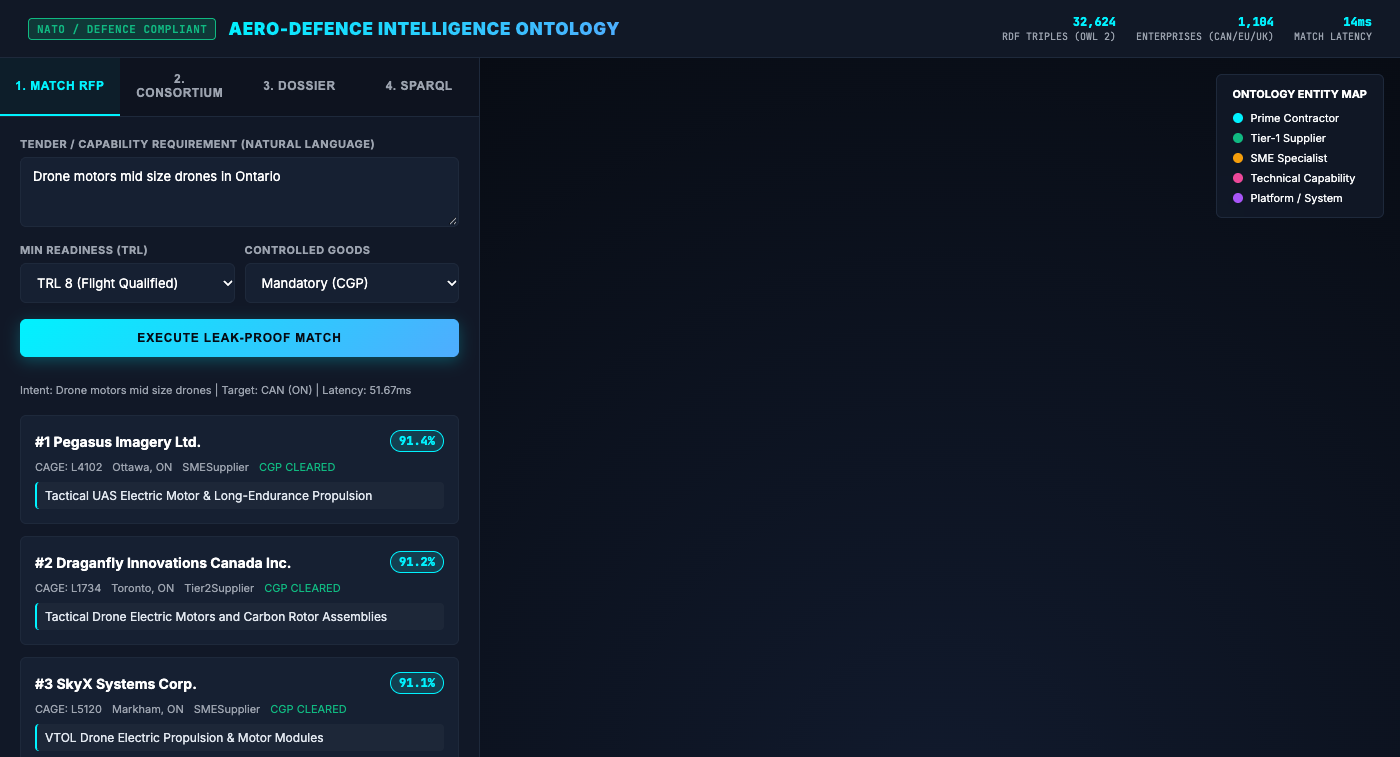 NATO / DEFENCE COMPLIANT
AERO-DEFENCE INTELLIGENCE ONTOLOGY
32,624
RDF TRIPLES (OWL 2)
1,104
ENTERPRISES (CAN/EU/UK)
14ms
MATCH LATENCY
1. MATCH RFP
2.
CONSORTIUM
3. DOSSIER
4. SPARQL
TENDER / CAPABILITY REQUIREMENT (NATURAL LANGUAGE)
Drone motors mid size drones in Ontario
MIN READINESS (TRL)
CONTROLLED GOODS
TRL 8 (Flight Qualified)
Mandatory (CGP)
EXECUTE LEAK-PROOF MATCH
Intent: Drone motors mid size drones | Target: CAN (ON) | Latency: 51.67ms
#1 Pegasus Imagery Ltd.
91.4%
CAGE: L4102 Ottawa, ON SMESupplier CGP CLEARED
Tactical UAS Electric Motor & Long-Endurance Propulsion
#2 Draganfly Innovations Canada Inc.
91.2%
CAGE: L1734 Toronto, ON Tier2Supplier CGP CLEARED
Tactical Drone Electric Motors and Carbon Rotor Assemblies
#3 SkyX Systems Corp.
91.1%
CAGE: L5120 Markham, ON SMESupplier CGP CLEARED
VTOL Drone Electric Propulsion & Motor Modules
ONTOLOGY ENTITY MAP
Prime Contractor
Tier-1 Supplier
SME Specialist
Technical Capability
Platform / System